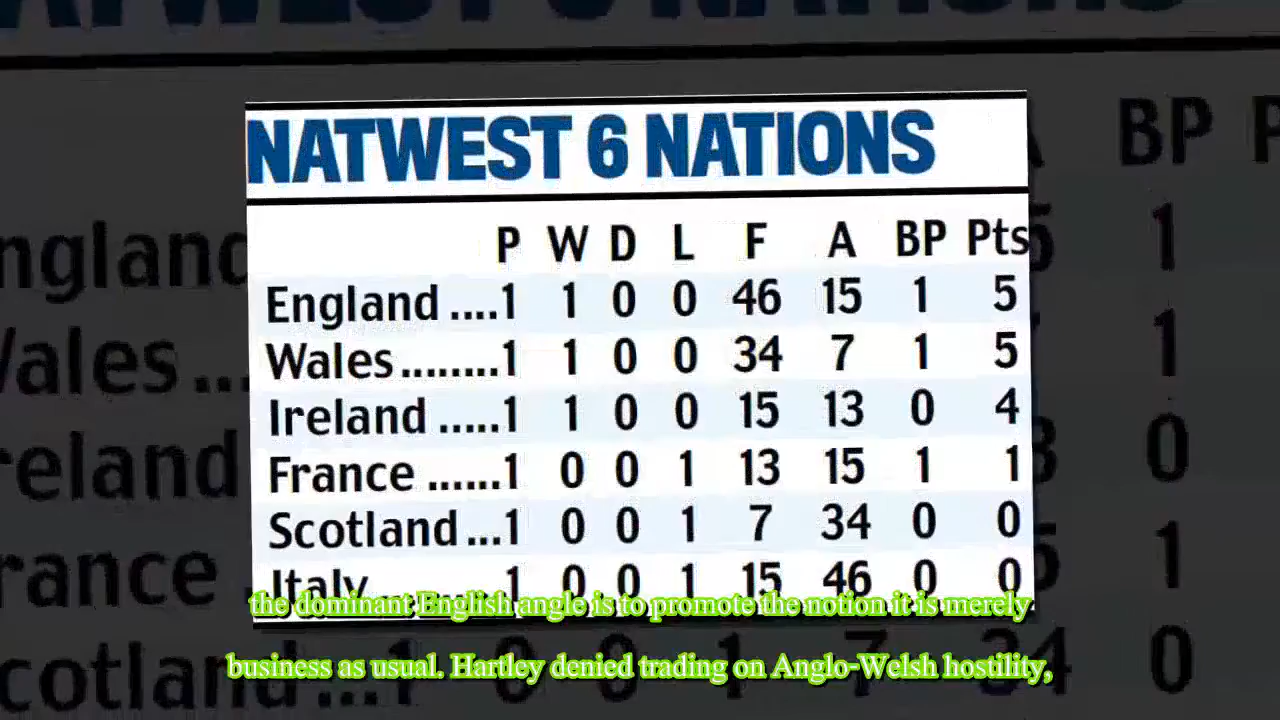 NATWEST 6 NATIONS
P W D L F A BP Pts
England ....1 1 0 0 46 15 1 5
Wales........1 1 0 0 34 7 1 5
Ireland .....1 1 0 0 15 13 0 4
France ......1 0 0 1 13 15 1 1
Scotland ...1 0 0 1 7 34 0 0
Italy 1 0 0 1 15 46 0 0
the dominant English angle is to promote the notion it is merely
business as usual. Hartley denied trading on Anglo-Welsh hostility,